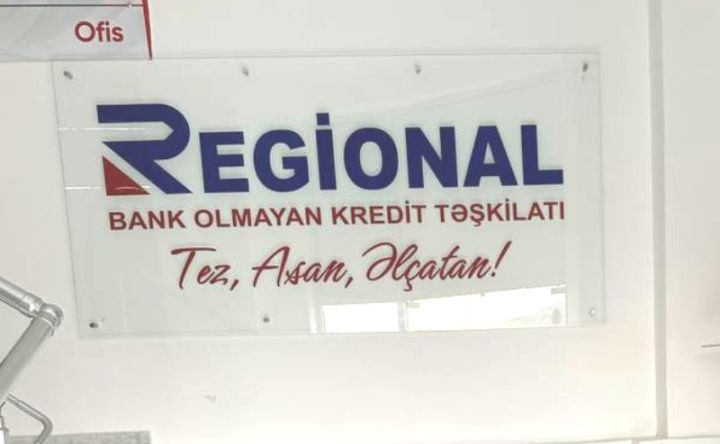 Ofis
REGİONAL
BANK OLMAYAN KREDİT TƏŞKİLATI
Tez, Asan, Əlçatan!